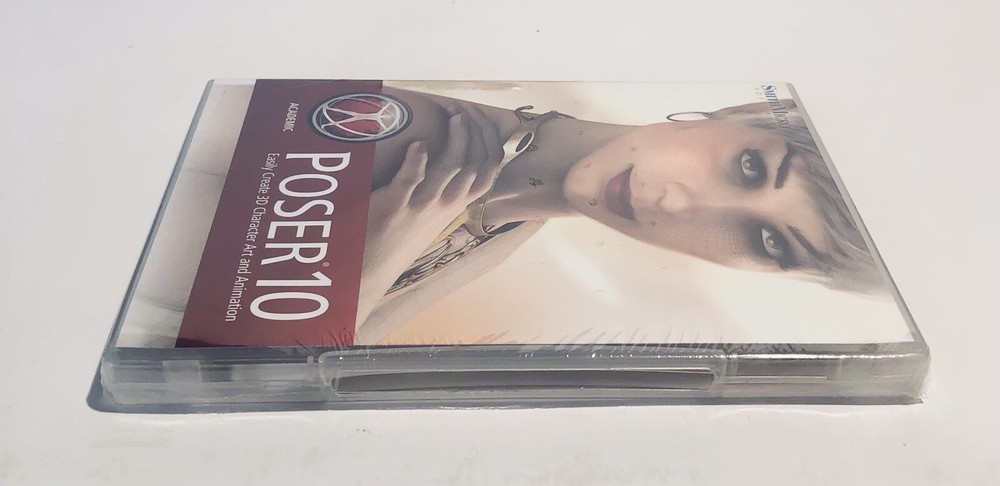 ACADEMIC
POSER® 10
Easily Create 3D Character Art and Animation